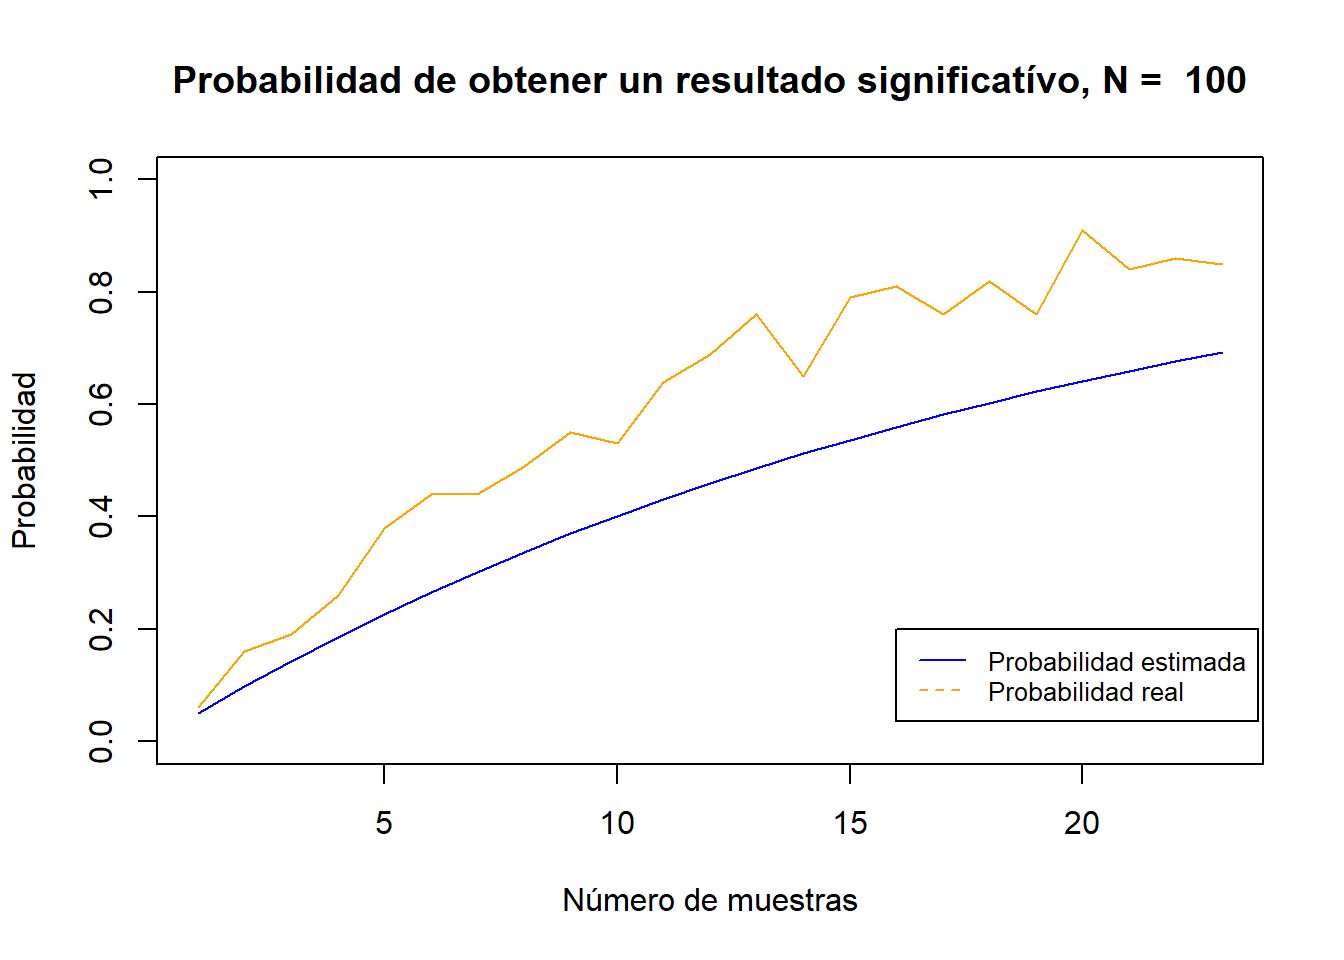 Probabilidad de obtener un resultado significatívo, N =  100
Probabilidad
1.0
0.8
0.6
0.4
0.2
0.0
Probabilidad estimada
Probabilidad real
5
10
15
20
Número de muestras